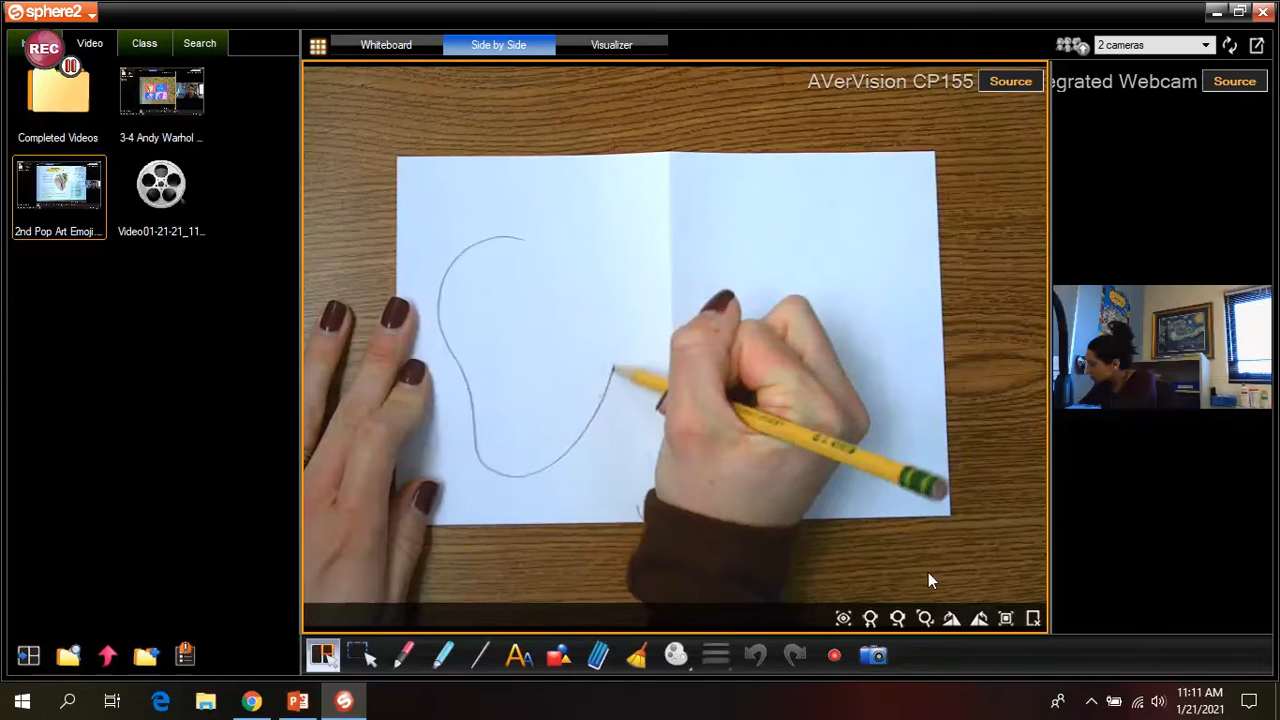 sphere2
REC
Video
Class
Search
Whiteboard
Side by Side
Visualizer
2 cameras
AVerVision CP155
Source
egrated Webcam
Source
Completed Videos
3-4 Andy Warhol ...
2nd Pop Art Emoji...
Video01-21-21_11...
11:11 AM
1/21/2021